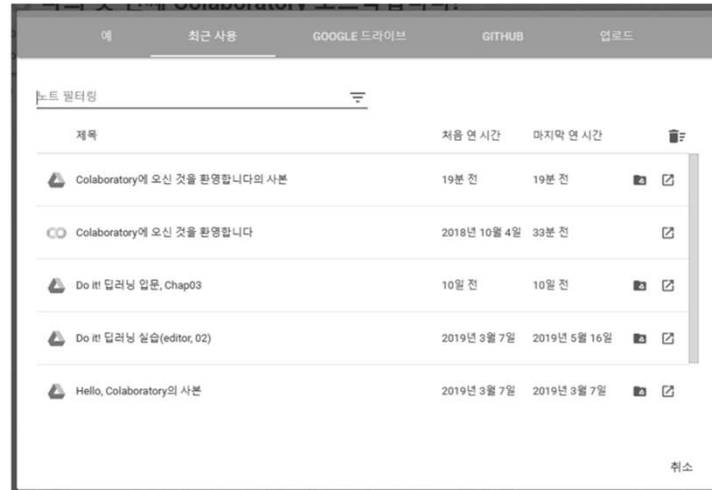 예 최근 사용 GOOGLE 드라이브 GITHUB 업로드
노트 필터링
제목 처음 연 시간 마지막 연 시간
Colaboratory에 오신 것을 환영합니다의 사본 19분 전 19분 전
CO Colaboratory에 오신 것을 환영합니다 2018년 10월 4일 33분 전
Do it! 딥러닝 입문, Chap03 10일 전 10일 전
Do it! 딥러닝 실습(editor, 02) 2019년 3월 7일 2019년 5월 16일
Hello, Colaboratory의 사본 2019년 3월 7일 2019년 3월 7일
취소